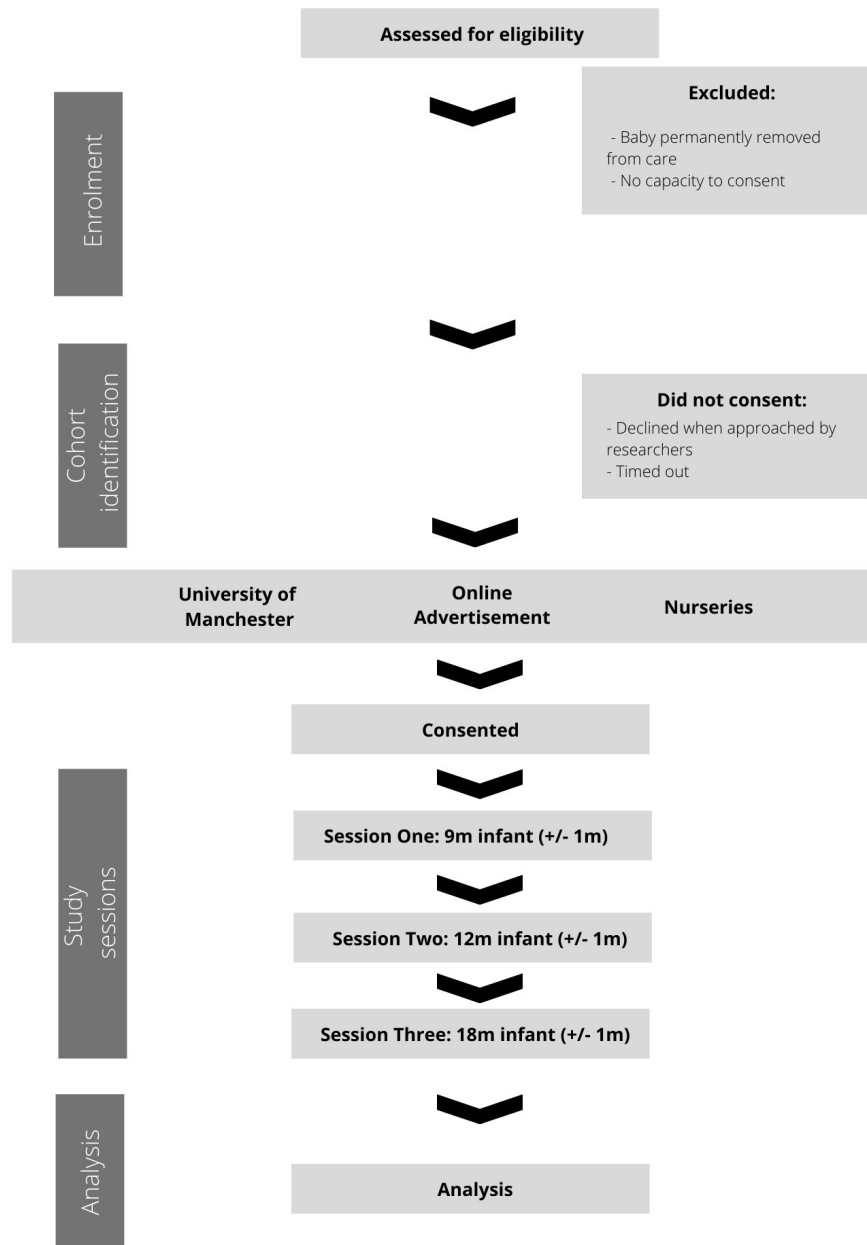 Assessed for eligibility
Enrolment
Excluded:
- Baby permanently removed
from care
- No capacity to consent
Cohort
identification
Did not consent:
- Declined when approached by
researchers
- Timed out
University of
Manchester
Online
Advertisement
Nurseries
Consented
Study
sessions
Session One: 9m infant (+/- 1m)
Session Two: 12m infant (+/- 1m)
Session Three: 18m infant (+/- 1m)
Analysis
Analysis